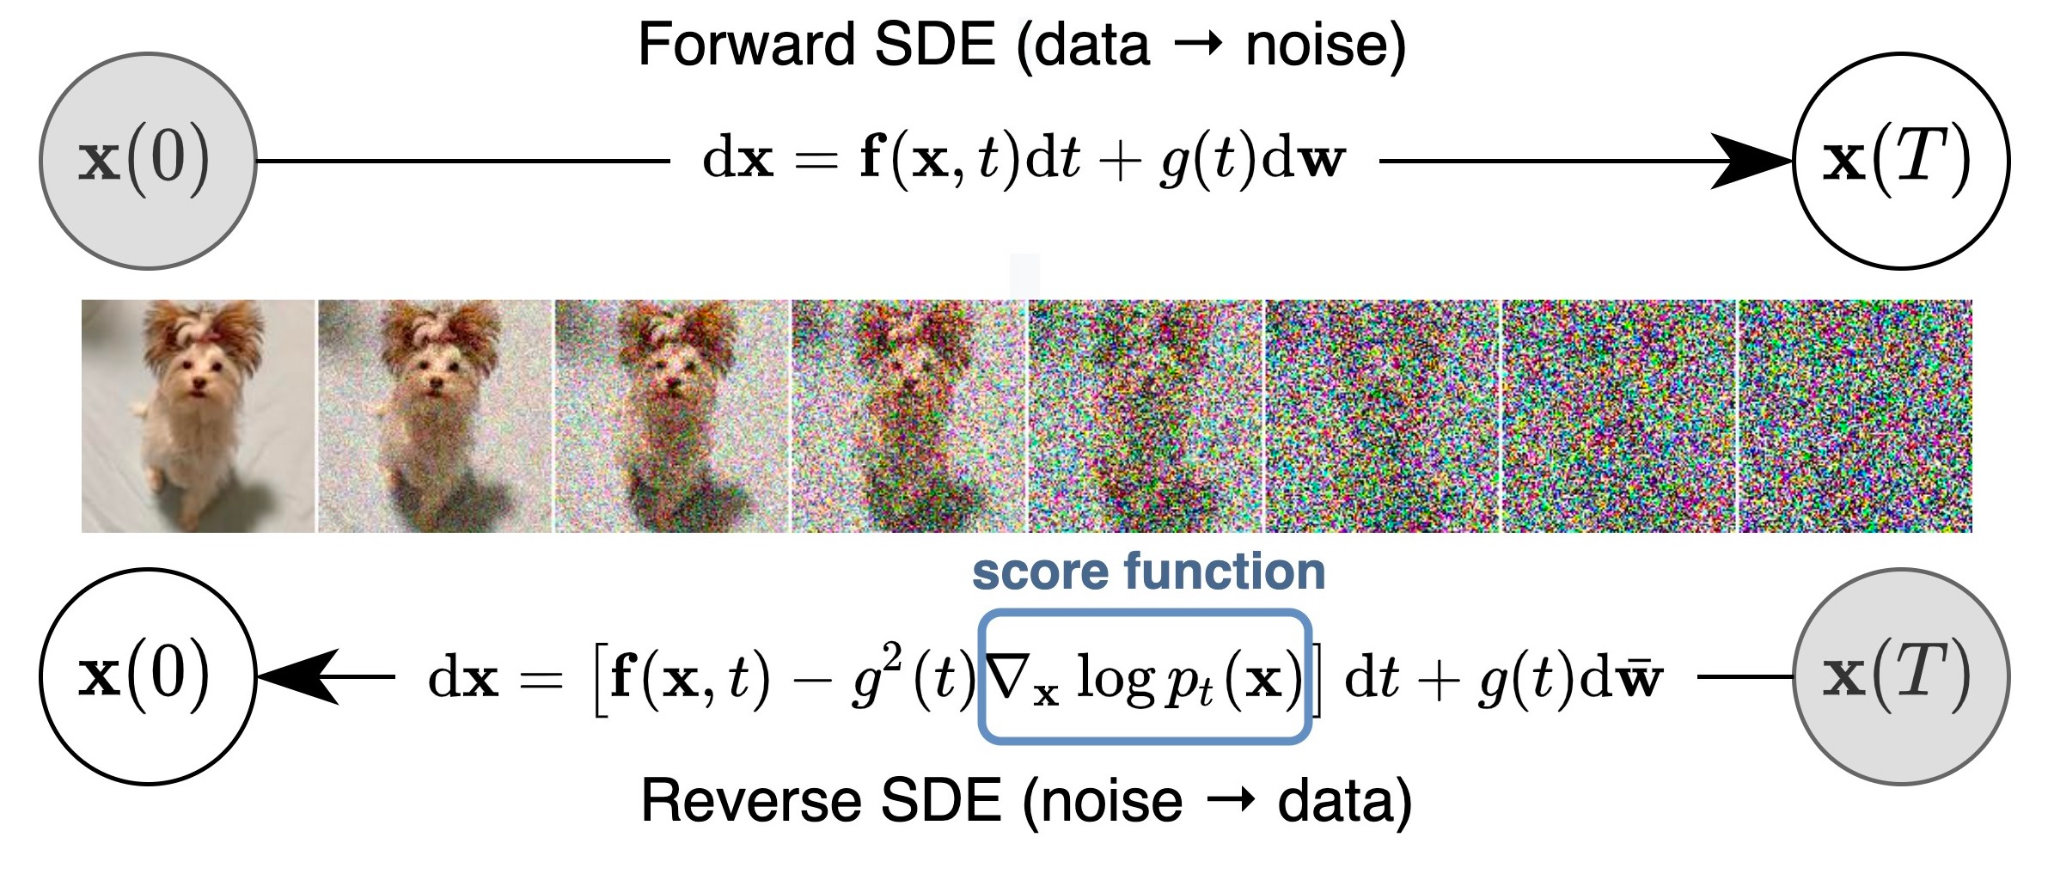 Forward SDE (data → noise)
x(0) dx = f(x, t)dt + g(t)dw x(T)
score function
x(0) dx = [f(x, t) − g²(t)∇ₓ log pₜ(x)] dt + g(t)dw̄ x(T)
Reverse SDE (noise → data)